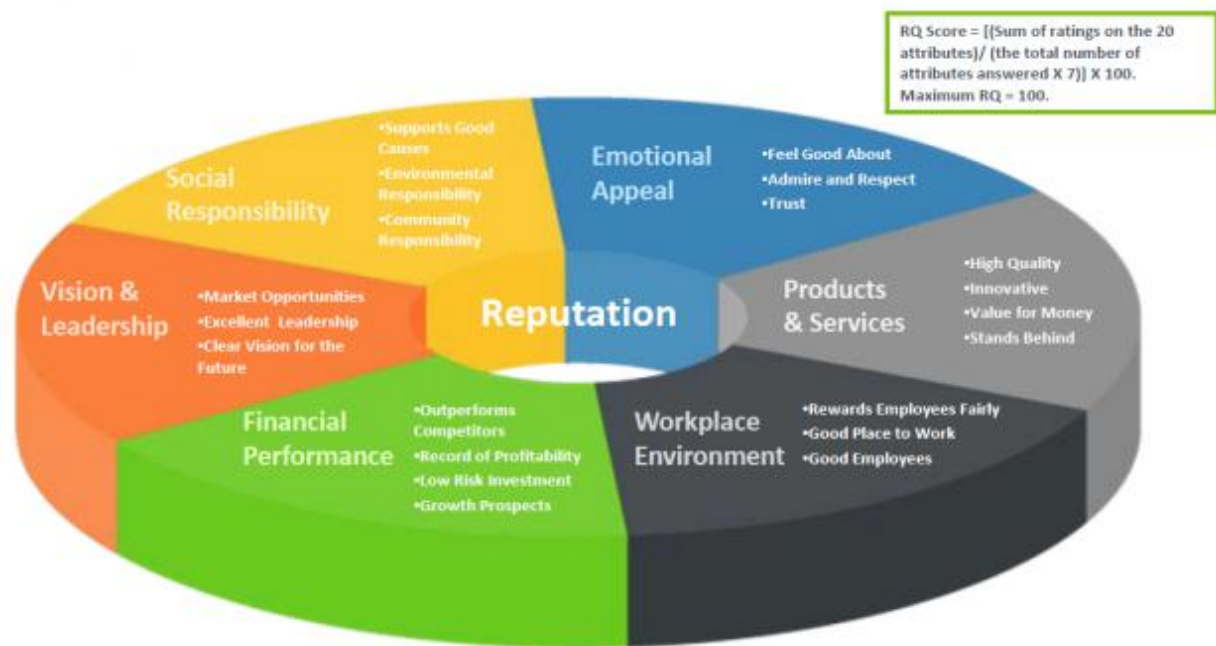 RQ Score = [(Sum of ratings on the 20
attributes)/ (the total number of
attributes answered X 7)] X 100.
Maximum RQ = 100.
Social
Responsibility
•Supports Good
Causes
•Environmental
Responsibility
•Community
Responsibility
Emotional
Appeal
•Feel Good About
•Admire and Respect
•Trust
Vision &
Leadership
•Market Opportunities
•Excellent Leadership
•Clear Vision for the
Future
Reputation
Products
& Services
•High Quality
•Innovative
•Value for Money
•Stands Behind
Financial
Performance
•Outperforms
Competitors
•Record of Profitability
•Low Risk Investment
•Growth Prospects
Workplace
Environment
•Rewards Employees Fairly
•Good Place to Work
•Good Employees